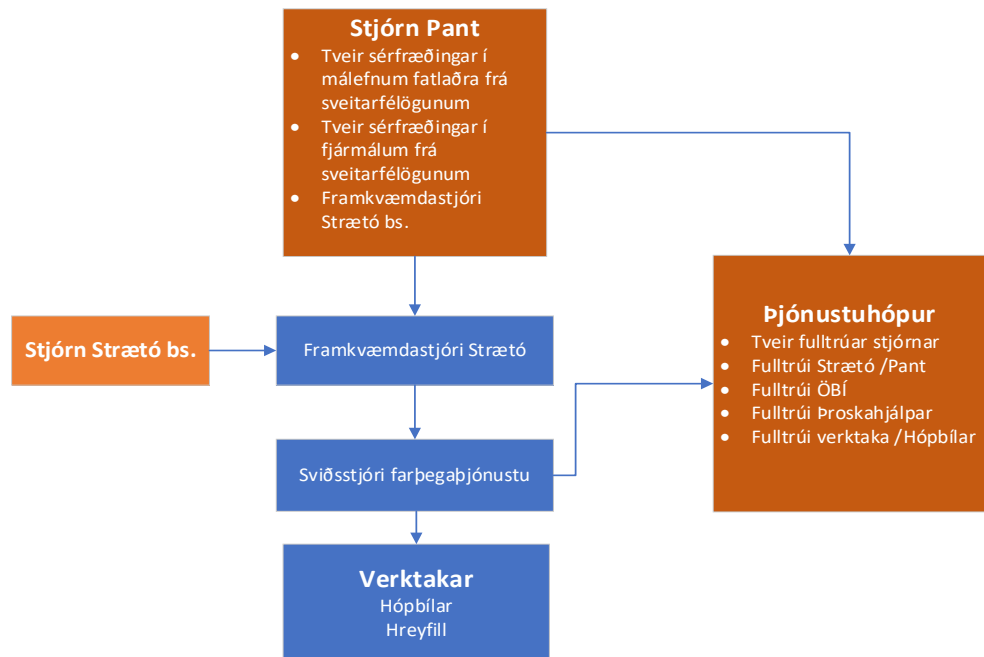 Stjórn Pant
• Tveir sérfræðingar í
málefnum fatlaðra frá
sveitarfélögunum
• Tveir sérfræðingar í
fjármálum frá
sveitarfélögunum
• Framkvæmdastjóri
Strætó bs.
Stjórn Strætó bs.
Framkvæmdastjóri Strætó
Sviðsstjóri farþegaþjónustu
Verktakar
Hópbílar
Hreyfill
Þjónustuhópur
• Tveir fulltrúar stjórnar
• Fulltrúi Strætó /Pant
• Fulltrúi ÖBÍ
• Fulltrúi Þroskahjálpar
• Fulltrúi verktaka /Hópbílar